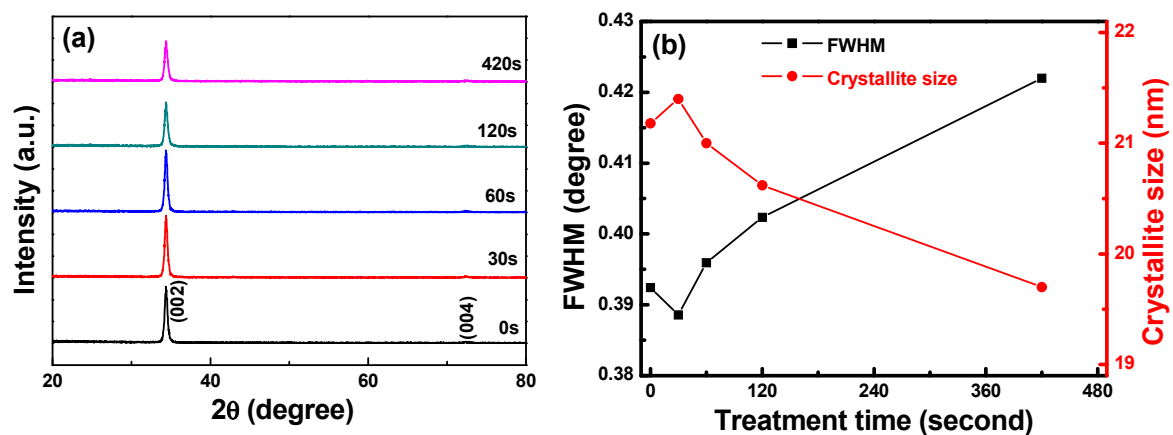 (a)
420s
120s
60s
30s
0s
(002)
(004)
Intensity (a.u.)
20
40
60
80
2θ (degree)
(b)
FWHM
Crystallite size
0.43
0.42
0.41
0.40
0.39
0.38
FWHM (degree)
22
21
20
19
Crystallite size (nm)
0
120
240
360
480
Treatment time (second)